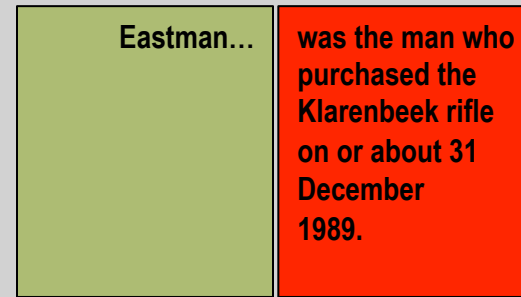 Eastman…
was the man who
purchased the
Klarenbeek rifle
on or about 31
December
1989.